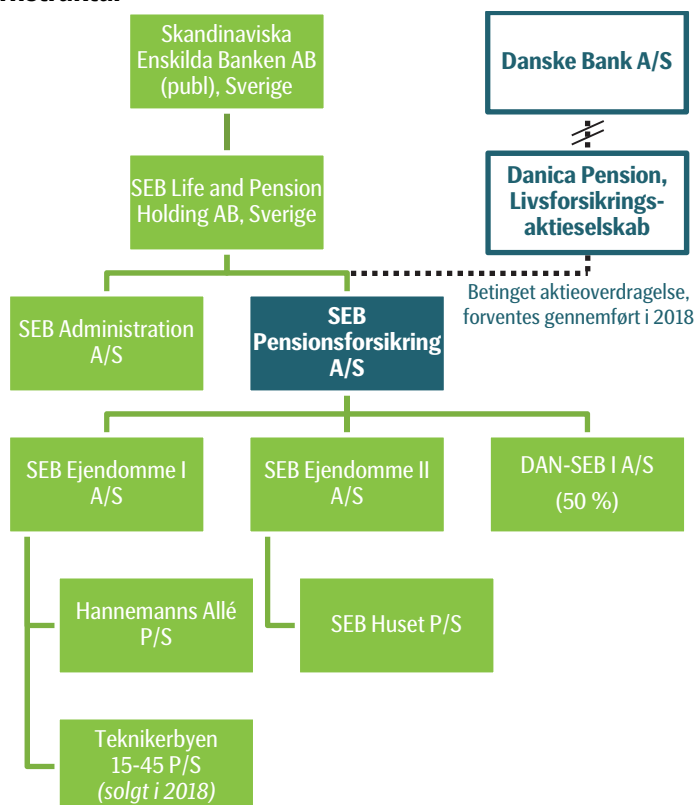 Skandinaviska
Enskilda Banken AB
(publ), Sverige
Danske Bank A/S
SEB Life and Pension
Holding AB, Sverige
Danica Pension,
Livsforsikrings-
aktieselskab
Betinget aktieoverdragelse,
forventes gennemført i 2018
SEB Administration
A/S
SEB
Pensionsforsikring
A/S
SEB Ejendomme I
A/S
SEB Ejendomme II
A/S
DAN-SEB I A/S
(50 %)
Hannemanns Allé
P/S
SEB Huset P/S
Teknikerbyen
15-45 P/S
(solgt i 2018)